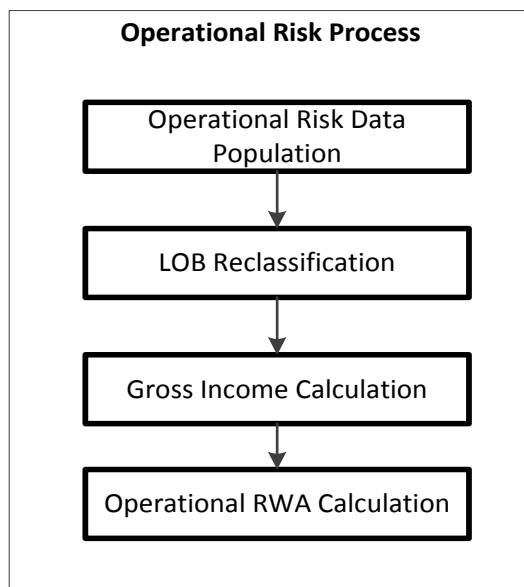 Operational Risk Process
Operational Risk Data
Population
LOB Reclassification
Gross Income Calculation
Operational RWA Calculation